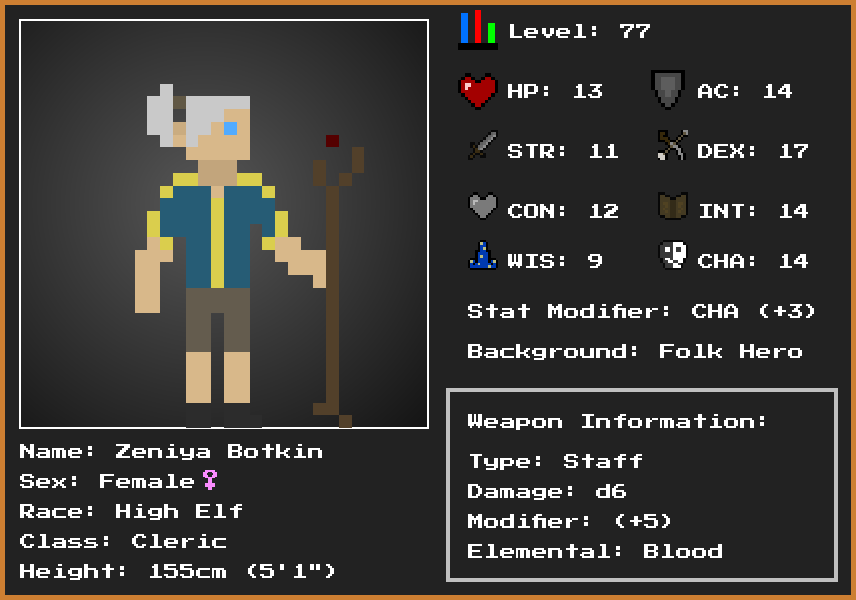 Level: 77
HP: 13
AC: 14
STR: 11
DEX: 17
CON: 12
INT: 14
WIS: 9
CHA: 14
Stat Modifier: CHA (+3)
Background: Folk Hero
Weapon Information:
Type: Staff
Damage: d6
Modifier: (+5)
Elemental: Blood
Name: Zeniya Botkin
Sex: Female♀
Race: High Elf
Class: Cleric
Height: 155cm (5'1")